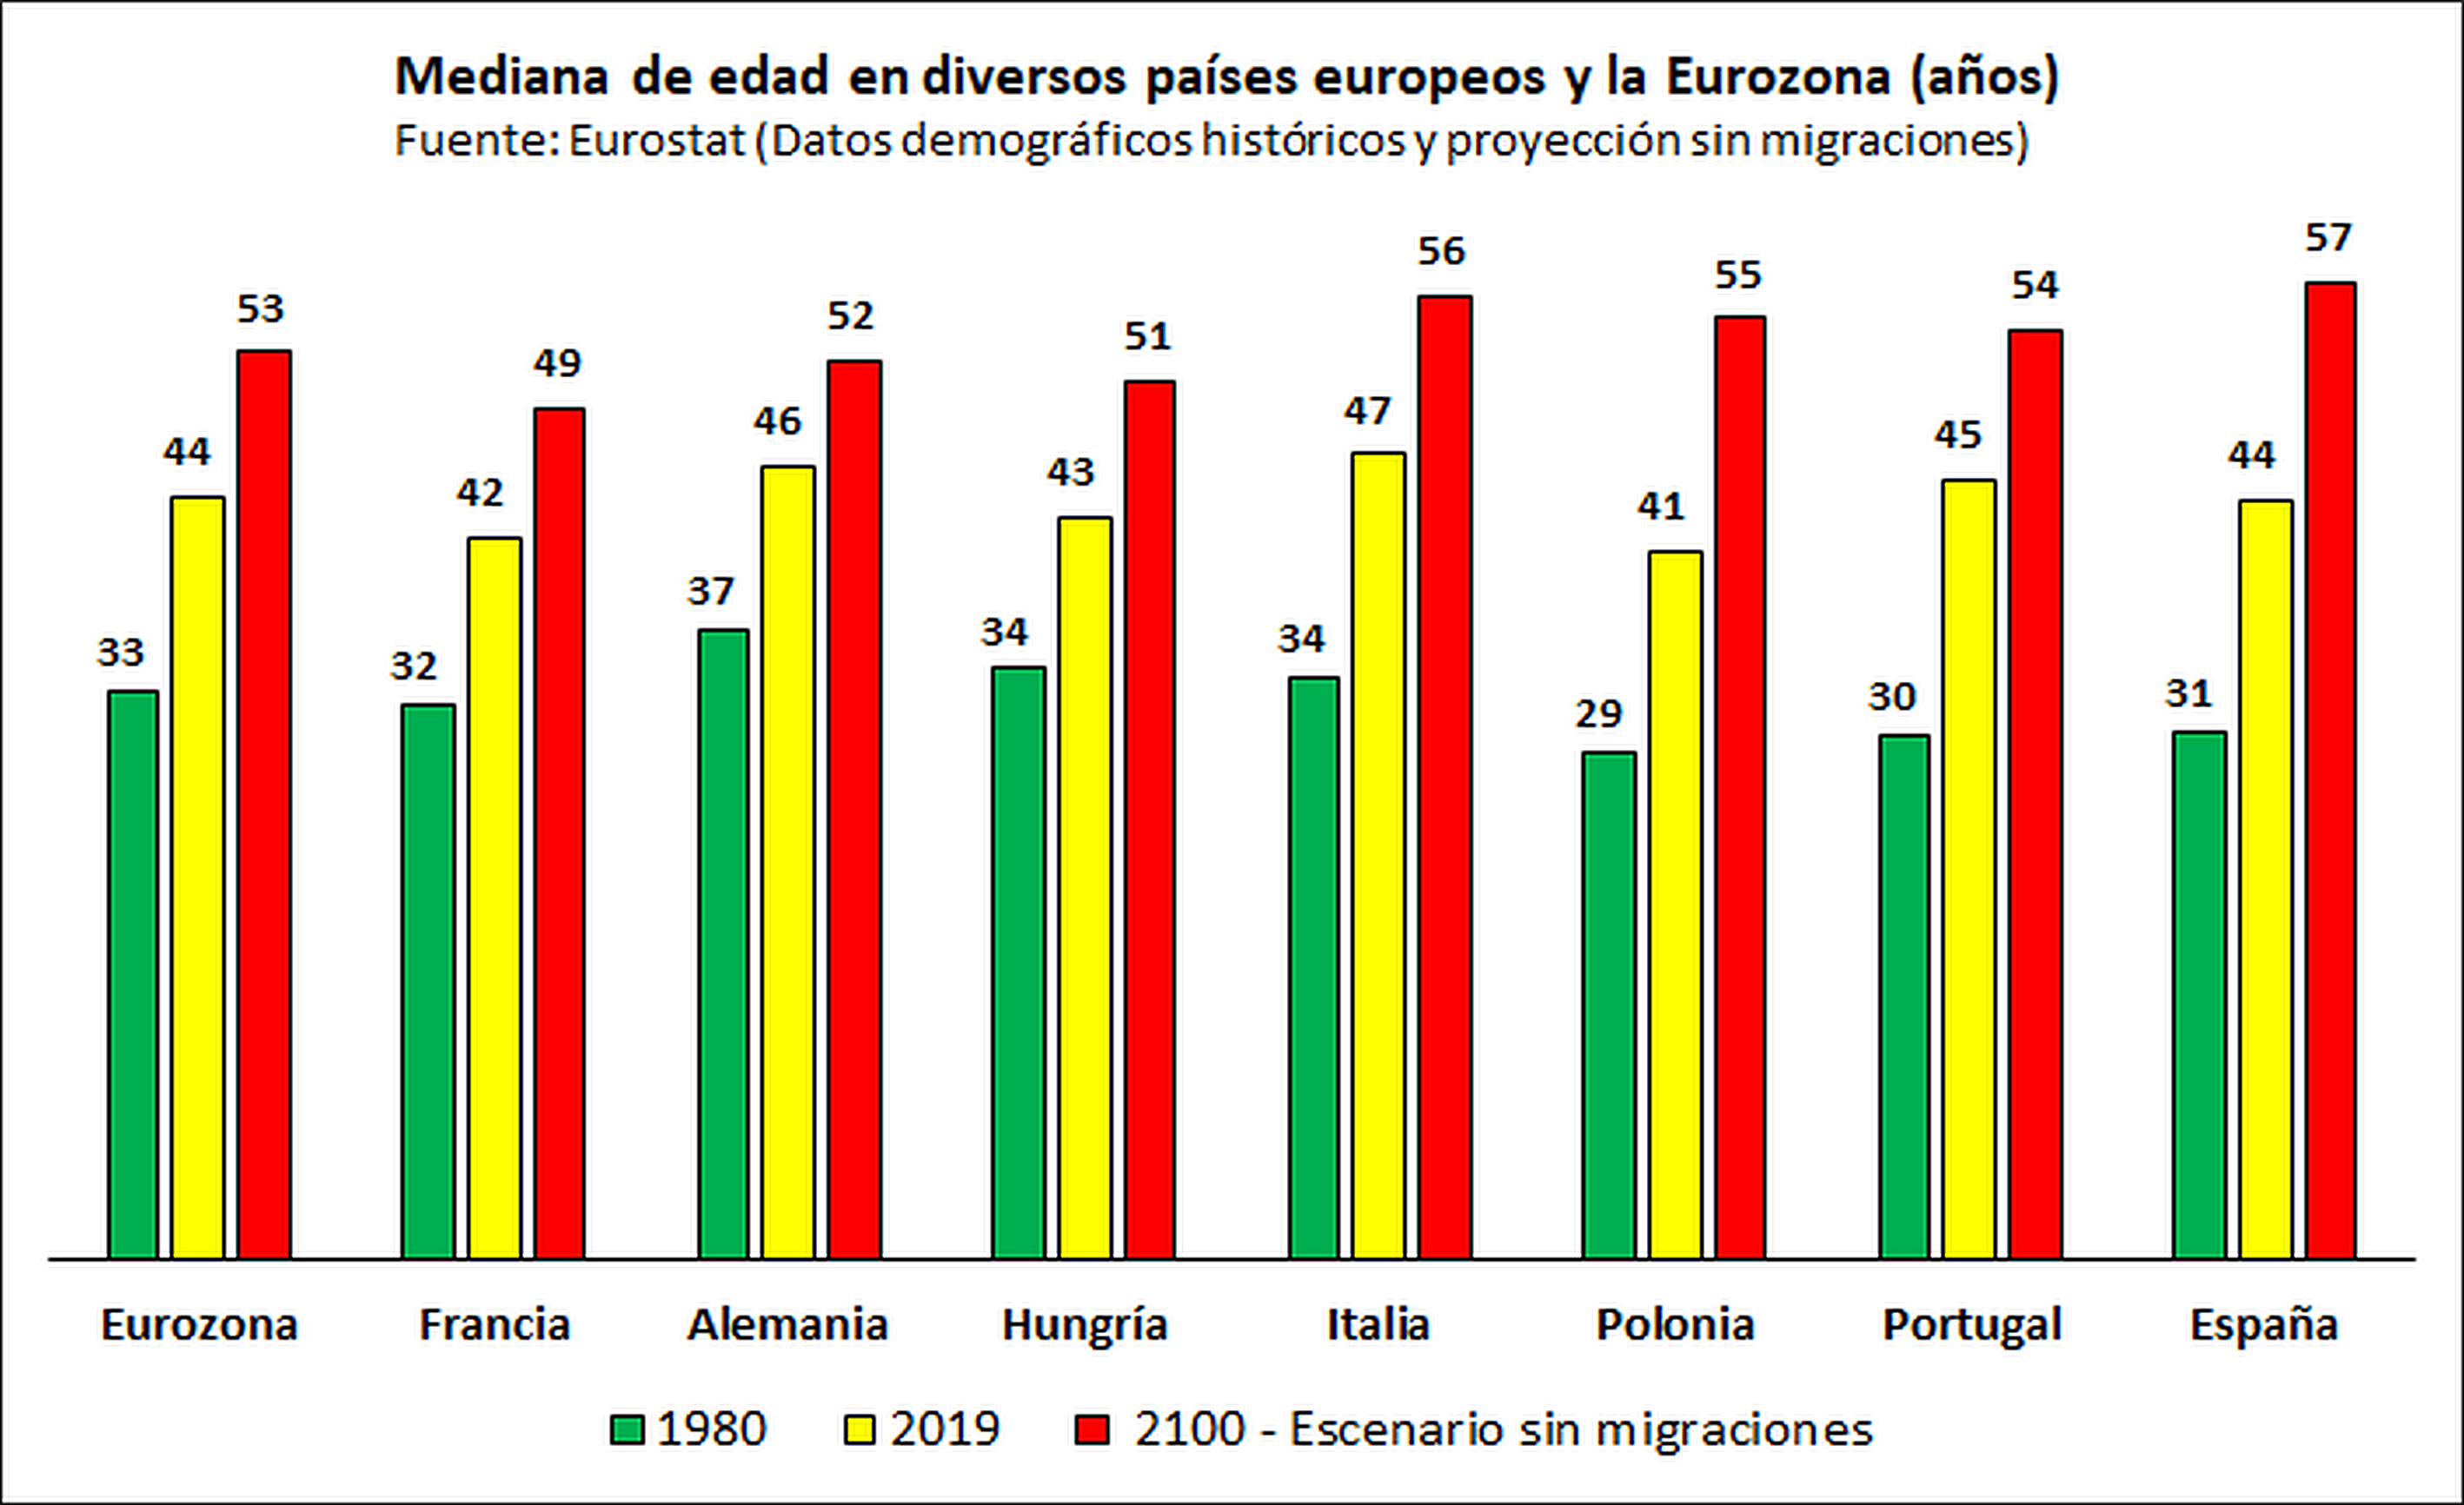 Mediana de edad en diversos países europeos y la Eurozona (años)
Fuente: Eurostat (Datos demográficos históricos y proyección sin migraciones)
33 44 53
32 42 49
37 46 52
34 43 51
34 47 56
29 41 55
30 45 54
31 44 57
Eurozona Francia Alemania Hungría Italia Polonia Portugal España
1980 2019 2100 - Escenario sin migraciones